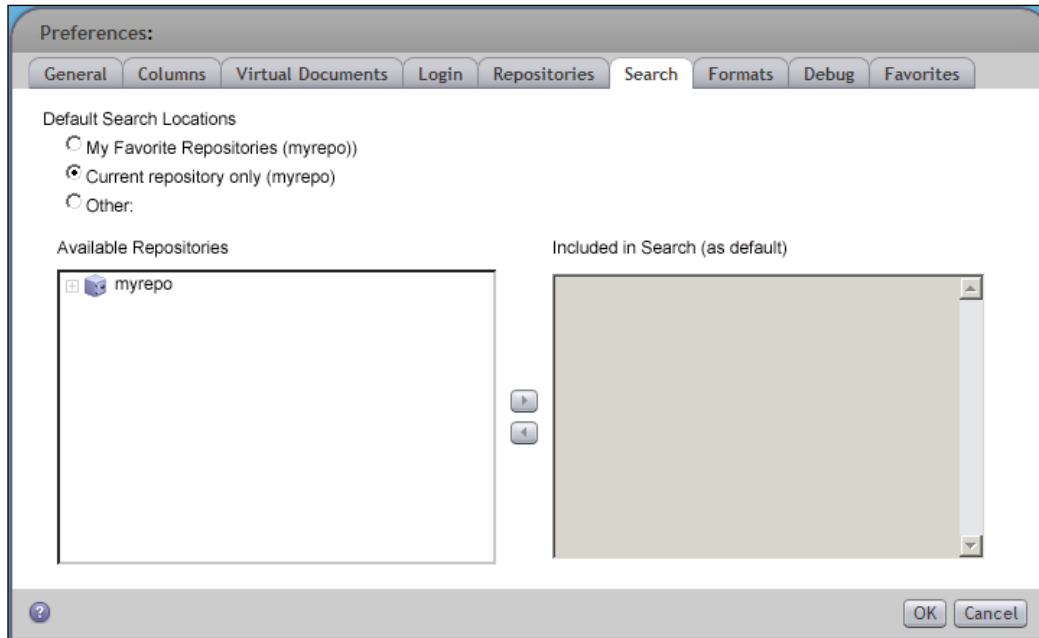 Preferences:
General Columns Virtual Documents Login Repositories Search Formats Debug Favorites
Default Search Locations
My Favorite Repositories (myrepo))
Current repository only (myrepo)
Other:
Available Repositories
Included in Search (as default)
myrepo
?
OK Cancel